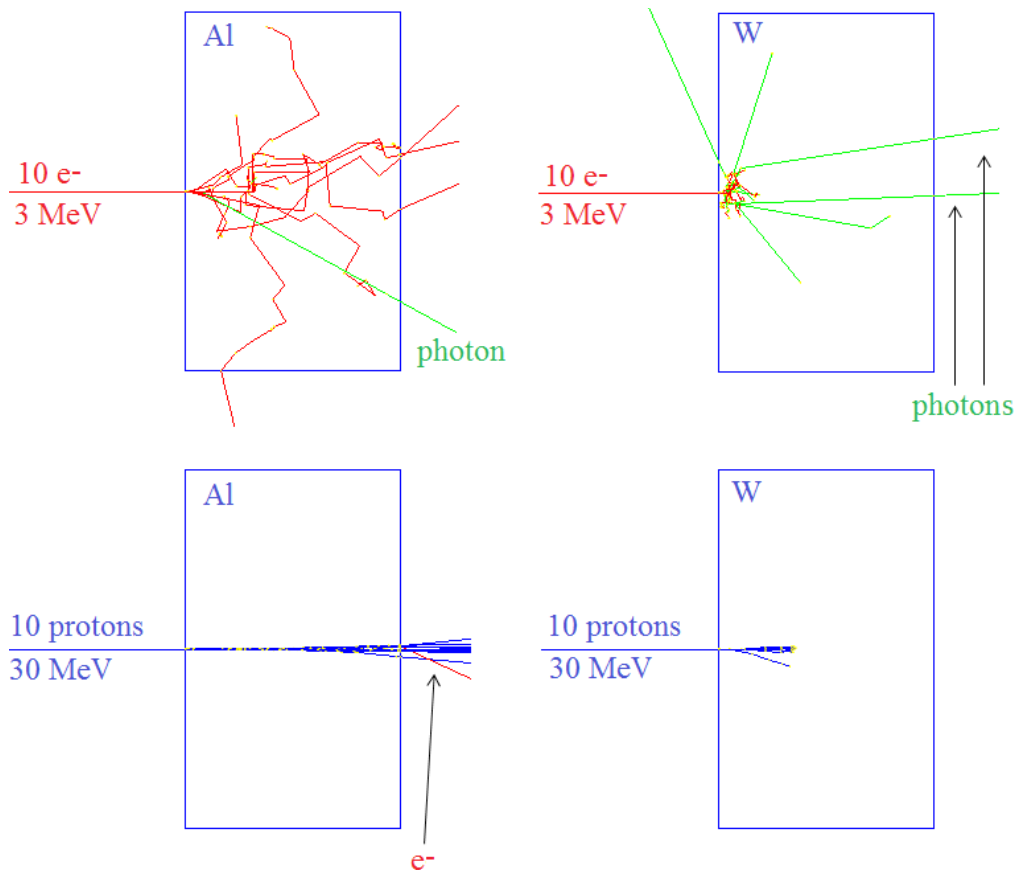 Al
10 e-
3 MeV
photon
W
10 e-
3 MeV
photons
Al
10 protons
30 MeV
e-
W
10 protons
30 MeV